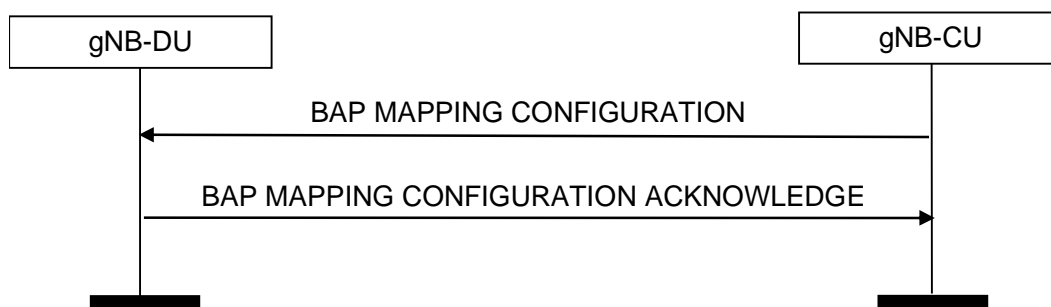 gNB-DU
gNB-CU
BAP MAPPING CONFIGURATION
BAP MAPPING CONFIGURATION ACKNOWLEDGE